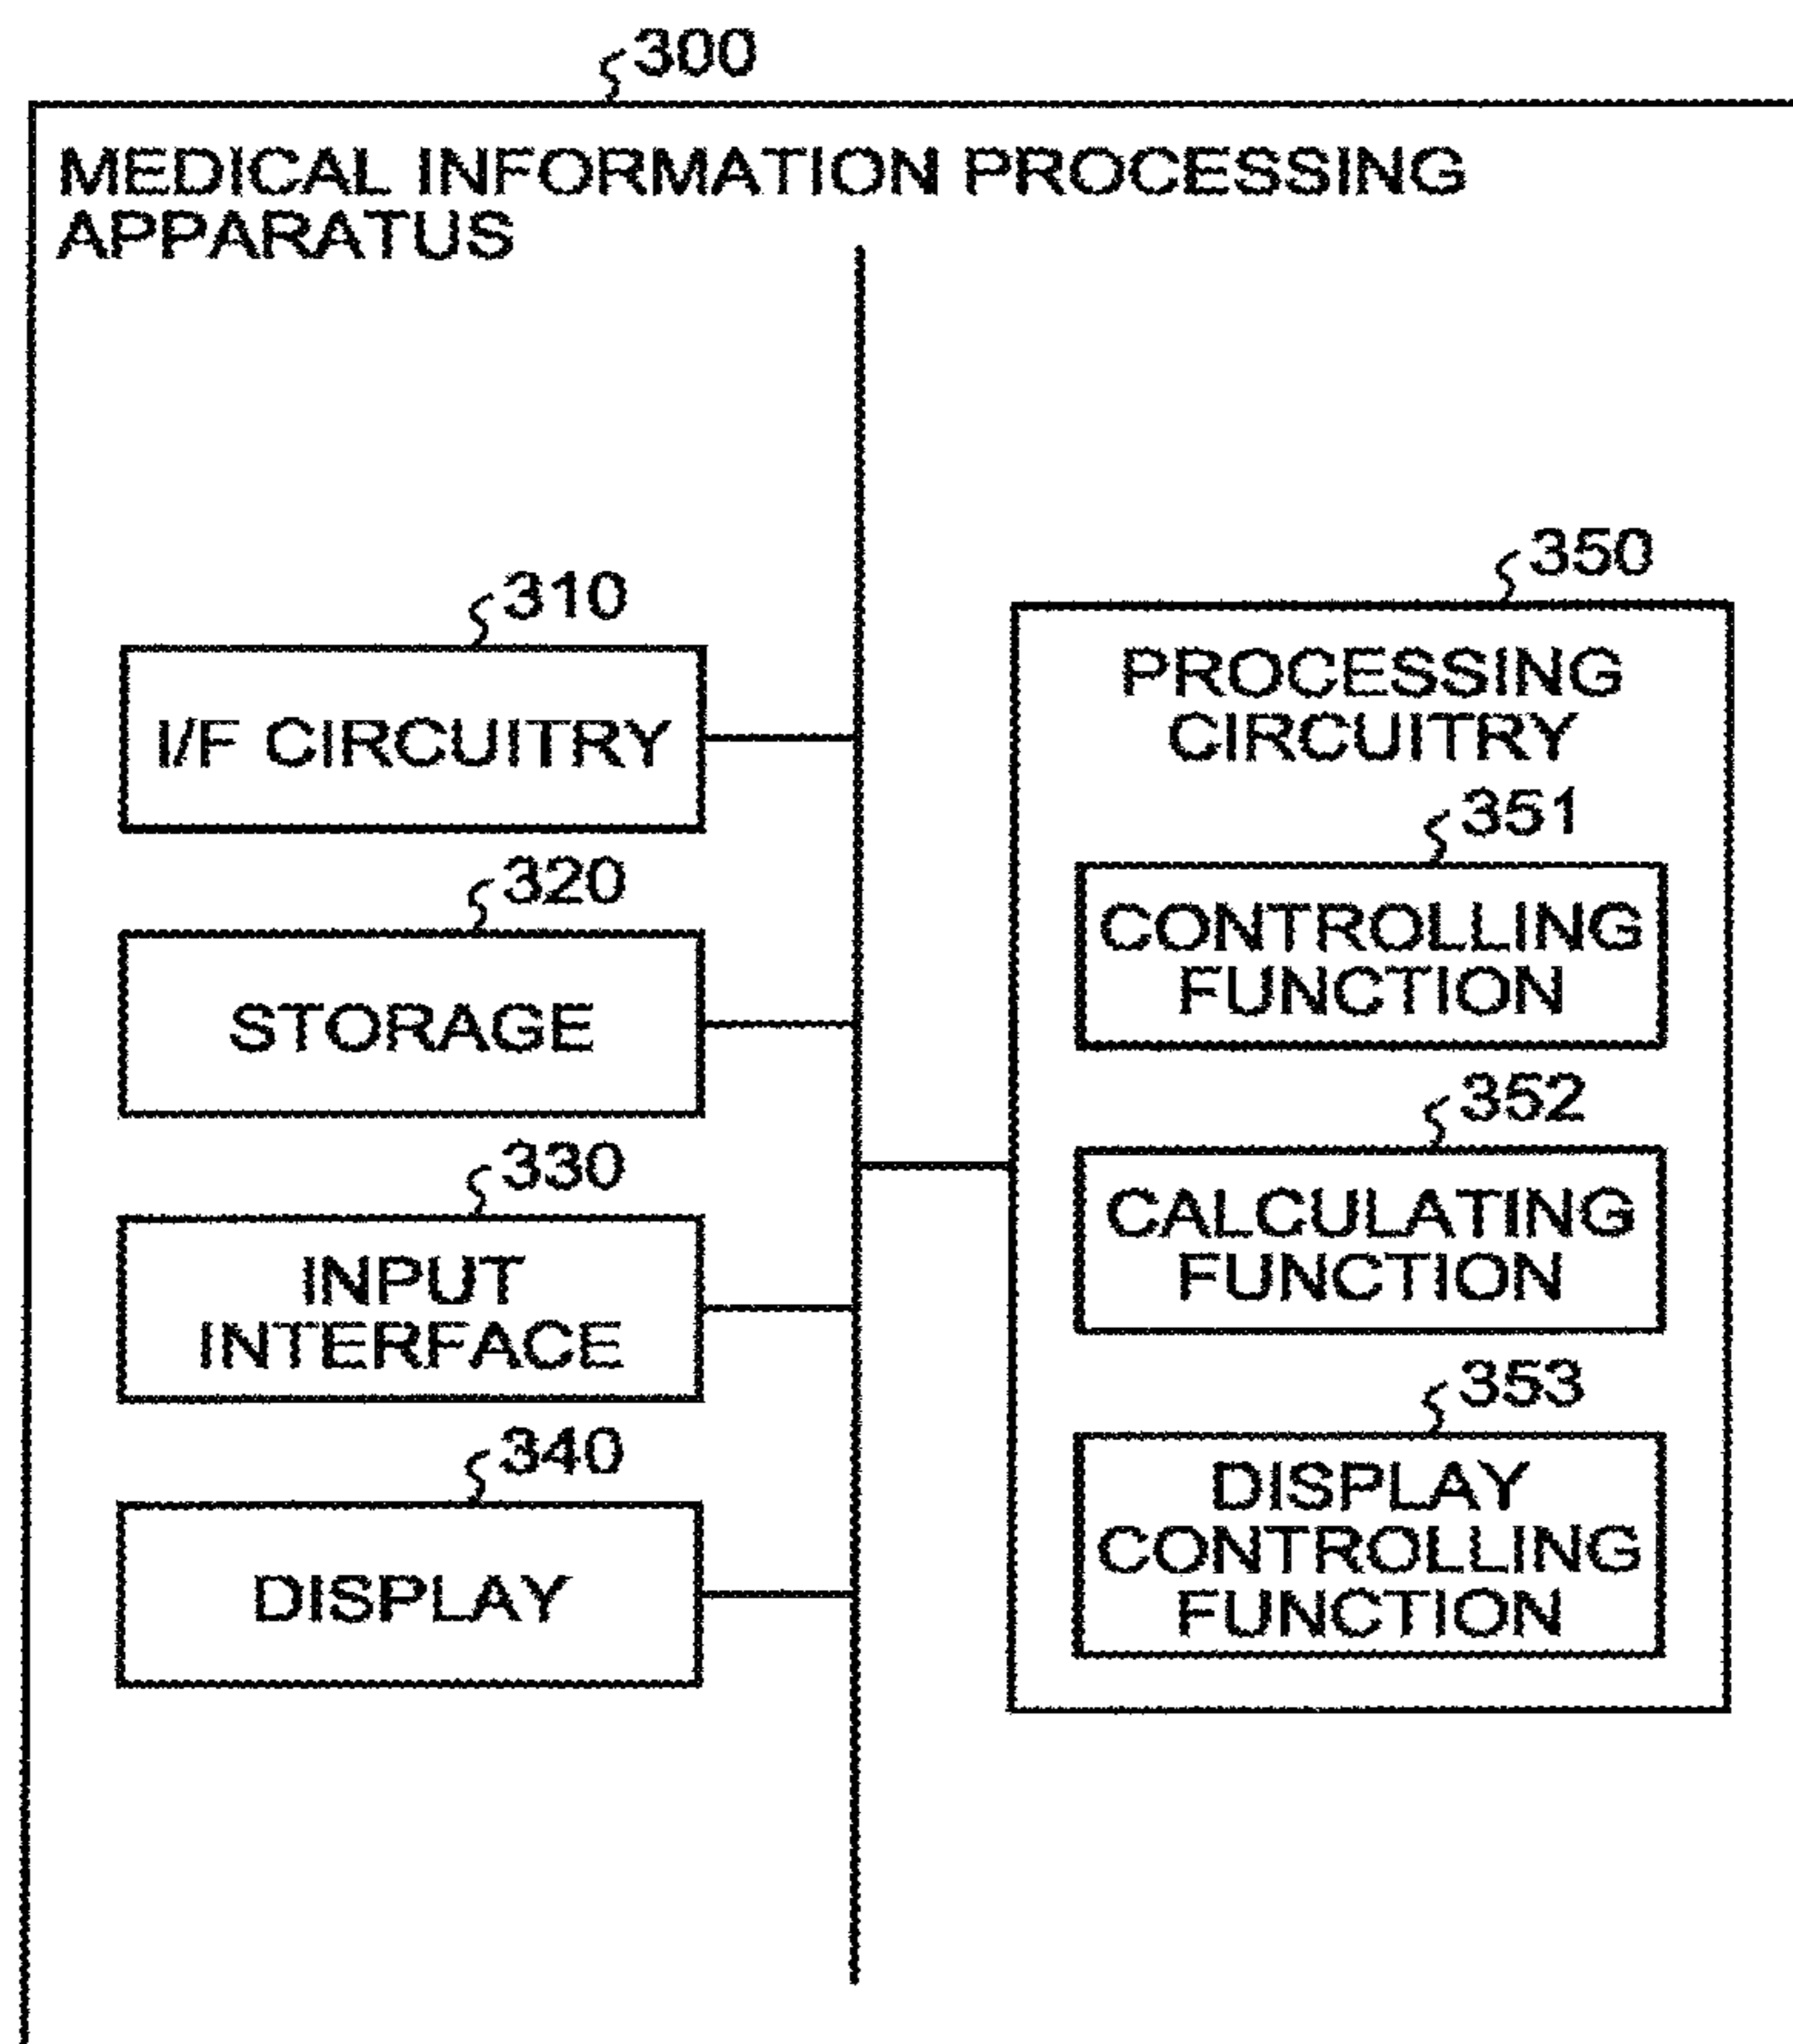 300
MEDICAL INFORMATION PROCESSING
APPARATUS
310
I/F CIRCUITRY
320
STORAGE
330
INPUT
INTERFACE
340
DISPLAY
350
PROCESSING
CIRCUITRY
351
CONTROLLING
FUNCTION
352
CALCULATING
FUNCTION
353
DISPLAY
CONTROLLING
FUNCTION